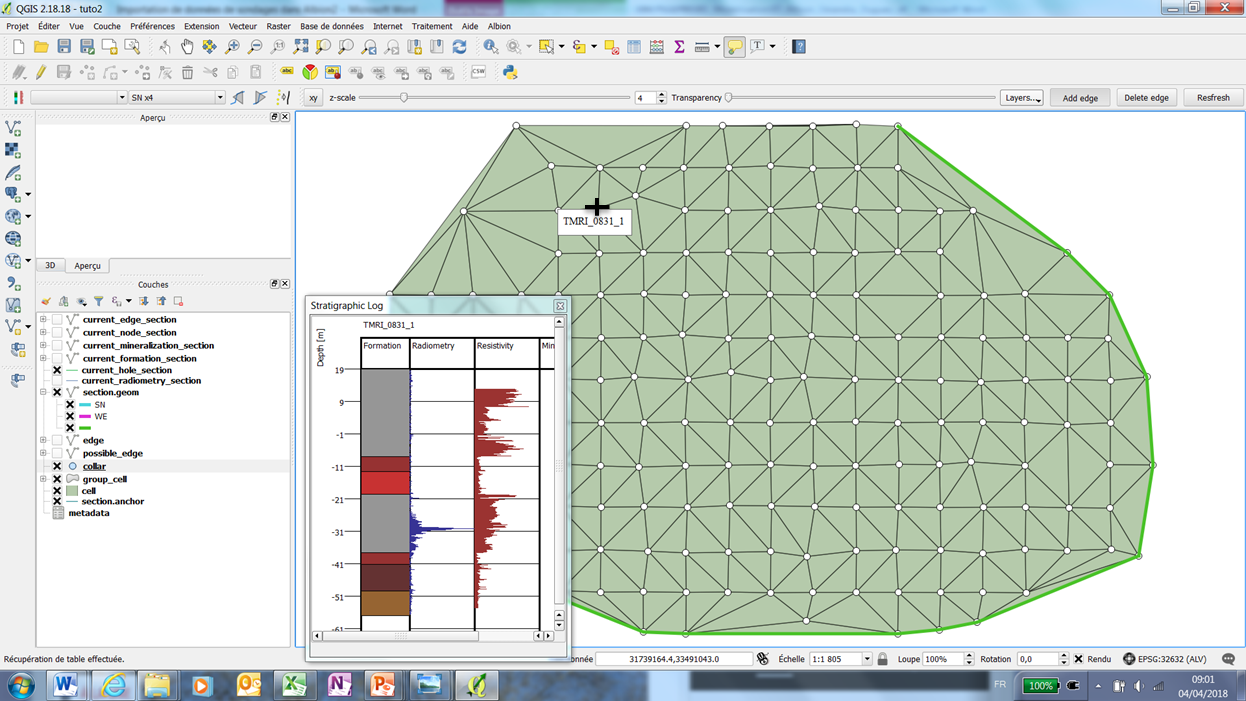 QGIS 2.18.18 - tuto2
Projet Éditer Vue Couche Préférences Extension Vecteur Raster Base de données Internet Traitement Aide Albion
SN x4 xy z-scale 4 Transparency Layers... Add edge Delete edge Resfresh
Aperçu
3D Aperçu
Couches
current_edge_section
current_node_section
current_mineralization_section
current_formation_section
current_hole_section
current_radiometry_section
section.geom
SN
WE
edge
possible_edge
collar
group_cell
cell
section.anchor
metadata
TMRI_0831_1
Stratigraphic Log
TMRI_0831_1
Depth [m]
Formation Radiometry Resistivity Min
19
9
-1
-11
-21
-31
-41
-51
-61
Récupération de table effectuée.
onnée 31739164.4,33491043.0 Échelle 1:1 805 Loupe 100% Rotation 0,0 Rendu EPSG:32632 (ALV)
FR 100% 09:01
04/04/2018